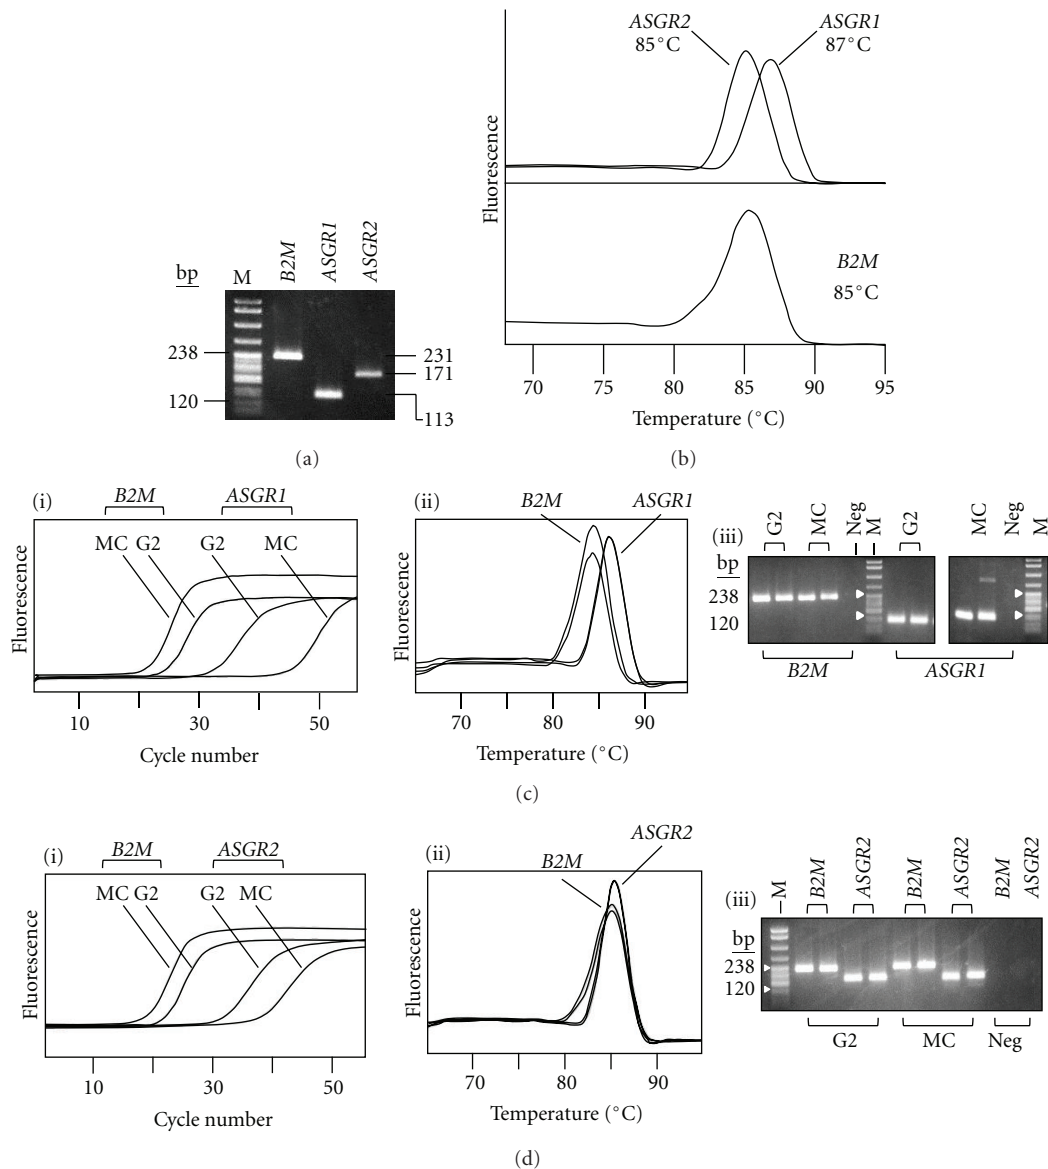 ASGR2
85°C
ASGR1
87°C
Fluorescence
B2M
85°C
70 75 80 85 90 95
Temperature (°C)
(b)
bp
M
B2M
ASGR1
ASGR2
238
120
231
171
113
(a)
(i)
B2M
ASGR1
MC G2 G2 MC
Fluorescence
10 30 50
Cycle number
(ii)
B2M
ASGR1
Fluorescence
70 80 90
Temperature (°C)
(iii)
G2
MC
Neg
M
G2
MC
Neg
M
bp
238
120
B2M
ASGR1
(c)
(i)
B2M
ASGR2
MC G2 G2 MC
Fluorescence
10 30 50
Cycle number
(ii)
B2M
ASGR2
Fluorescence
70 80 90
Temperature (°C)
(iii)
M
B2M
ASGR2
B2M
ASGR2
B2M
ASGR2
bp
238
120
G2 MC Neg
(d)